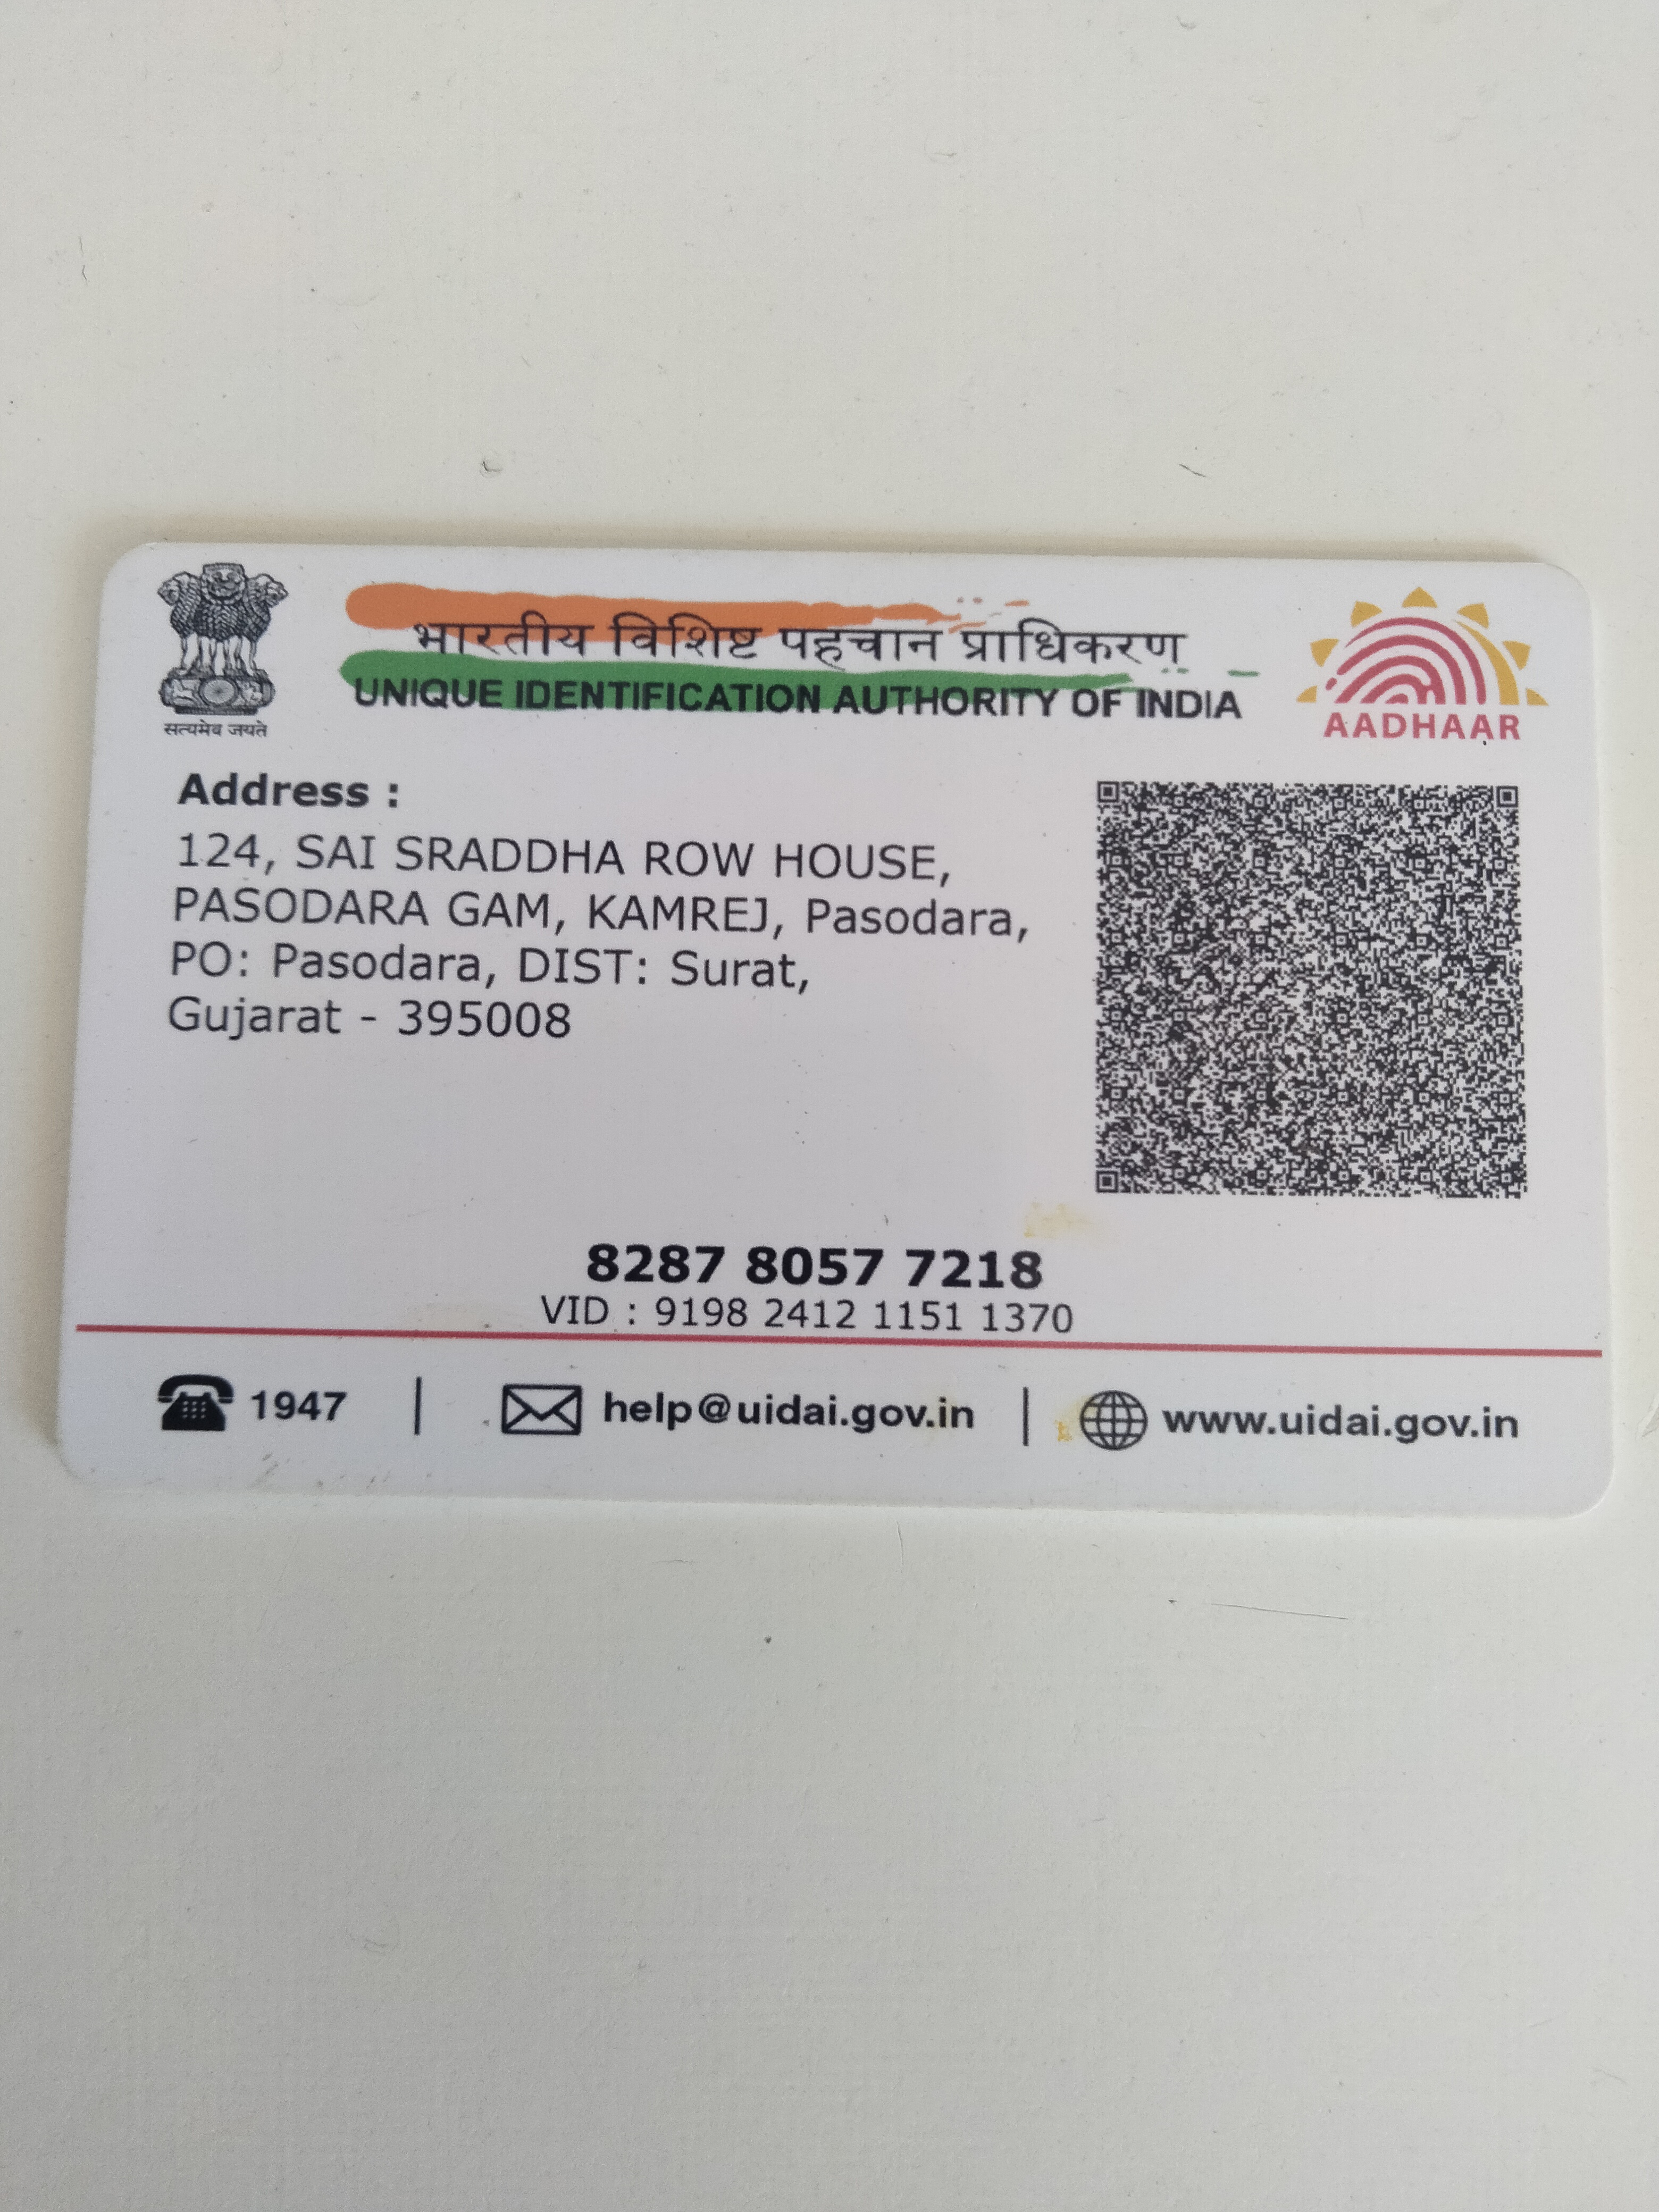 भारतीय विशिष्ट पहचान प्राधिकरण
UNIQUE IDENTIFICATION AUTHORITY OF INDIA
सत्यमेव जयते
AADHAAR
Address :
124, SAI SRADDHA ROW HOUSE,
PASODARA GAM, KAMREJ, Pasodara,
PO: Pasodara, DIST: Surat,
Gujarat - 395008
8287 8057 7218
VID : 9198 2412 1151 1370
1947 | help@uidai.gov.in | www.uidai.gov.in